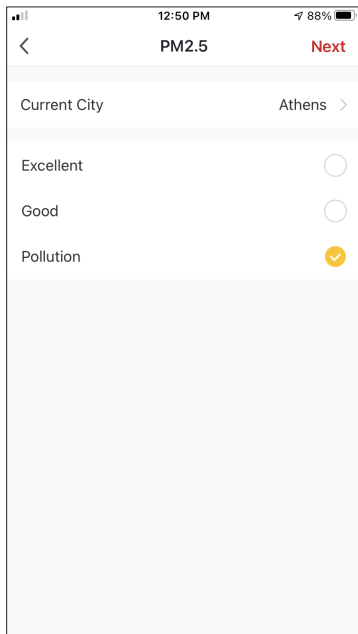 12:50 PM 88%
PM2.5 Next
Current City Athens
Excellent
Good
Pollution